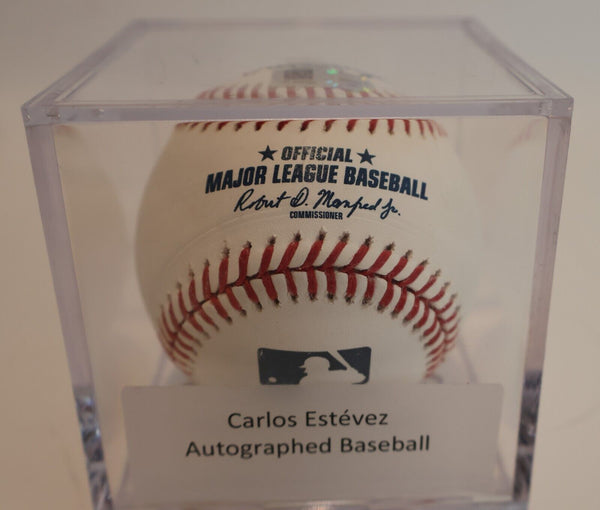 ★ OFFICIAL ★
MAJOR LEAGUE BASEBALL
Robert D. Manfred Jr.
COMMISSIONER
Carlos Estévez
Autographed Baseball